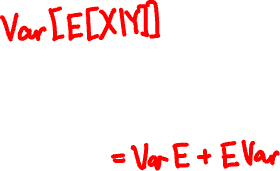 Var[E[X|Y]]
= Var E + E Var